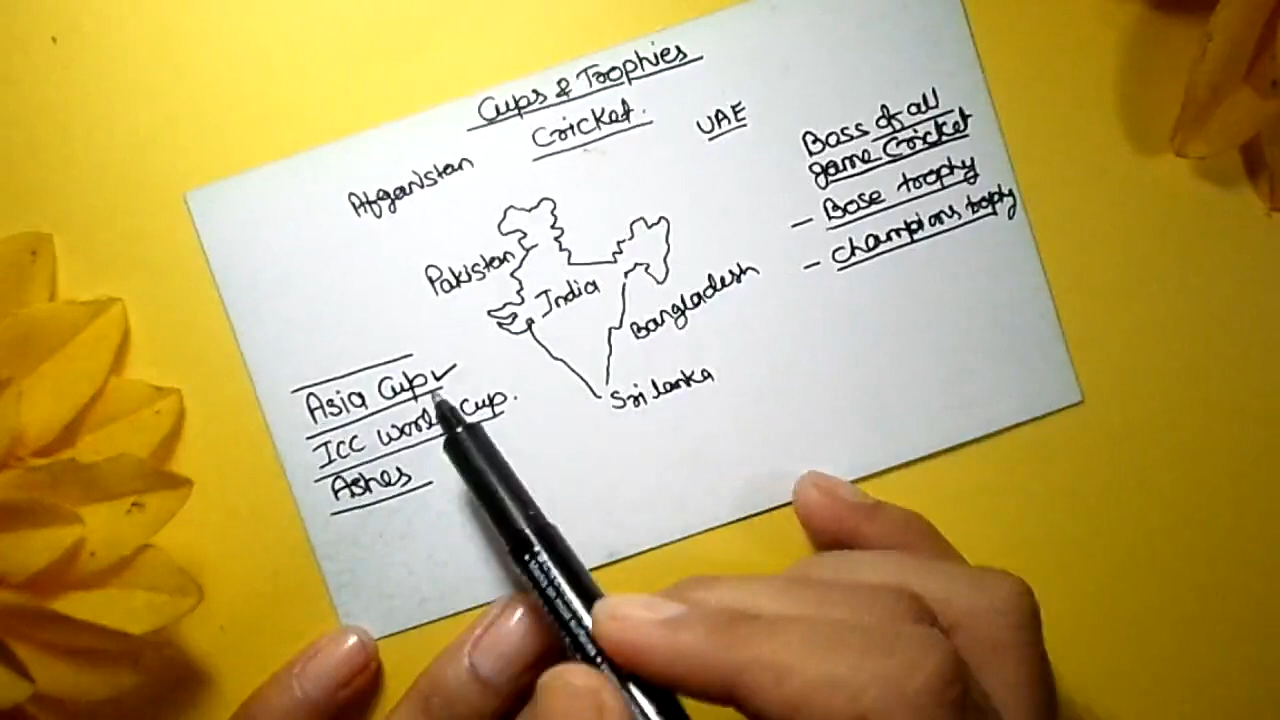 Cups & Trophies
Cricket.
UAE
Afganistan
Boss of all
game Cricket
- Bose trophy
- Champions trophy
Pakistan
India
Bangladesh
Sri lanka
Asia Cup✓
ICC World Cup.
Ashes